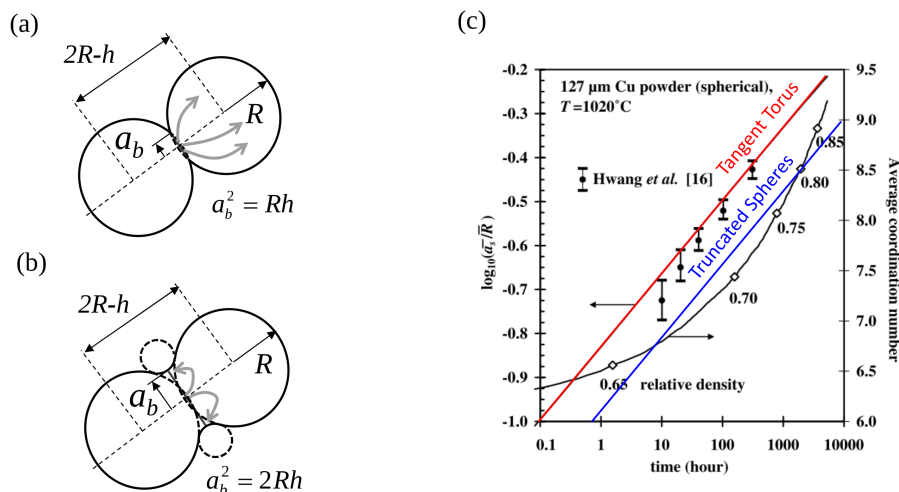 (a)
2R-h
R
a_b
a_b^2 = Rh
(b)
2R-h
R
a_b
a_b^2 = 2Rh
(c)
127 μm Cu powder (spherical),
T =1020°C
Tangent Torus
Hwang et al. [16]
Truncated Spheres
0.85
0.80
0.75
0.70
0.65 relative density
log10(a̅s/R̅)
-0.2
-0.3
-0.4
-0.5
-0.6
-0.7
-0.8
-0.9
-1.0
9.5
9.0
8.5
8.0
7.5
7.0
6.5
6.0
Average coordination number
0.1 1 10 100 1000 10000
time (hour)